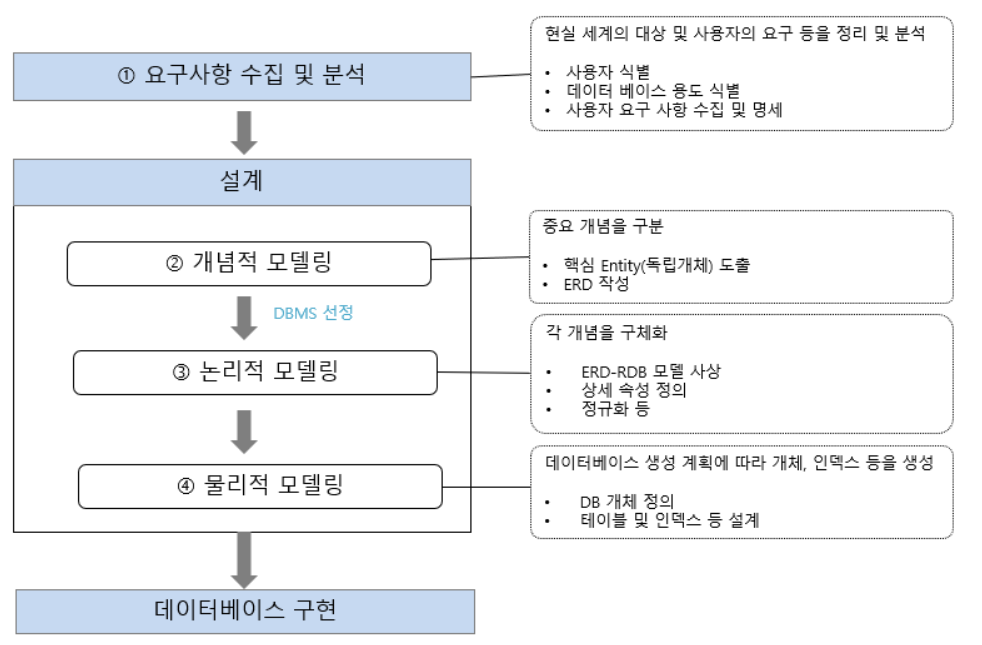 ① 요구사항 수집 및 분석
현실 세계의 대상 및 사용자의 요구 등을 정리 및 분석
• 사용자 식별
• 데이터 베이스 용도 식별
• 사용자 요구 사항 수집 및 명세
설계
② 개념적 모델링
중요 개념을 구분
• 핵심 Entity(독립개체) 도출
• ERD 작성
DBMS 선정
③ 논리적 모델링
각 개념을 구체화
• ERD-RDB 모델 사상
• 상세 속성 정의
• 정규화 등
④ 물리적 모델링
데이터베이스 생성 계획에 따라 개체, 인덱스 등을 생성
• DB 개체 정의
• 테이블 및 인덱스 등 설계
데이터베이스 구현